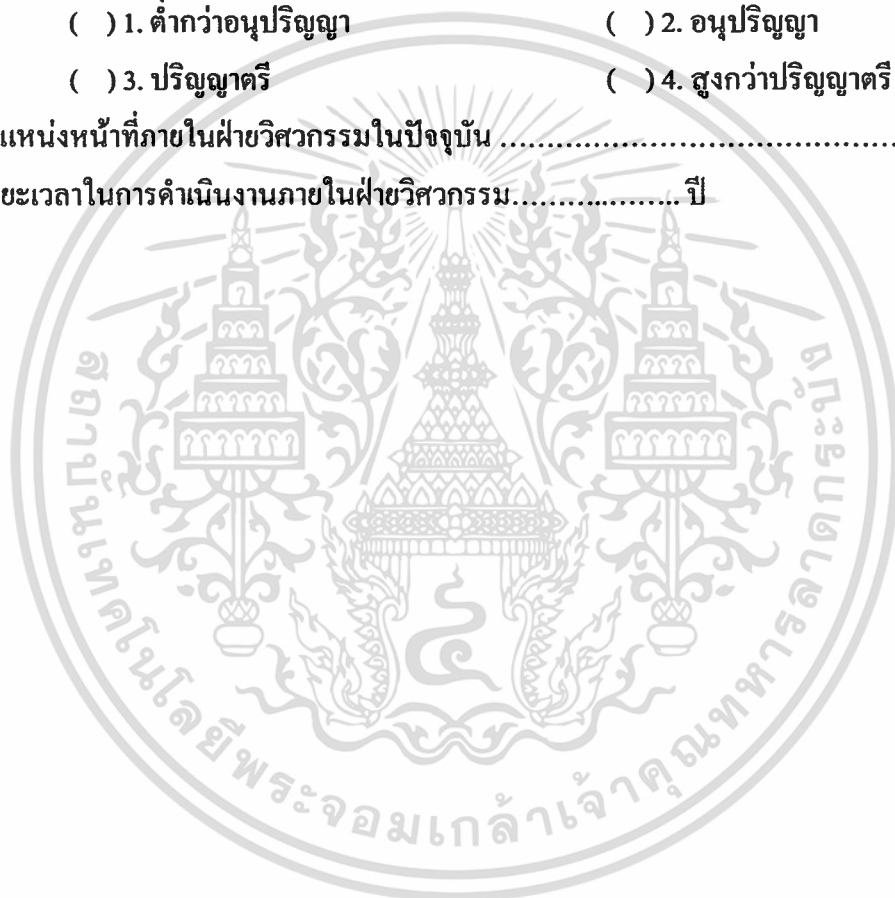 ( ) 1. ต่ำกว่าอนุปริญญา ( ) 2. อนุปริญญา
( ) 3. ปริญญาตรี ( ) 4. สูงกว่าปริญญาตรี
แหน่งหน้าที่ภายในฝ่ายวิศวกรรมในปัจจุบัน ..........................................
ยะเวลาในการดำเนินงานภายในฝ่ายวิศวกรรม.................... ปี
สถาบันเทคโนโลยีพระจอมเกล้าเจ้าคุณทหารลาดกระบัง
๔